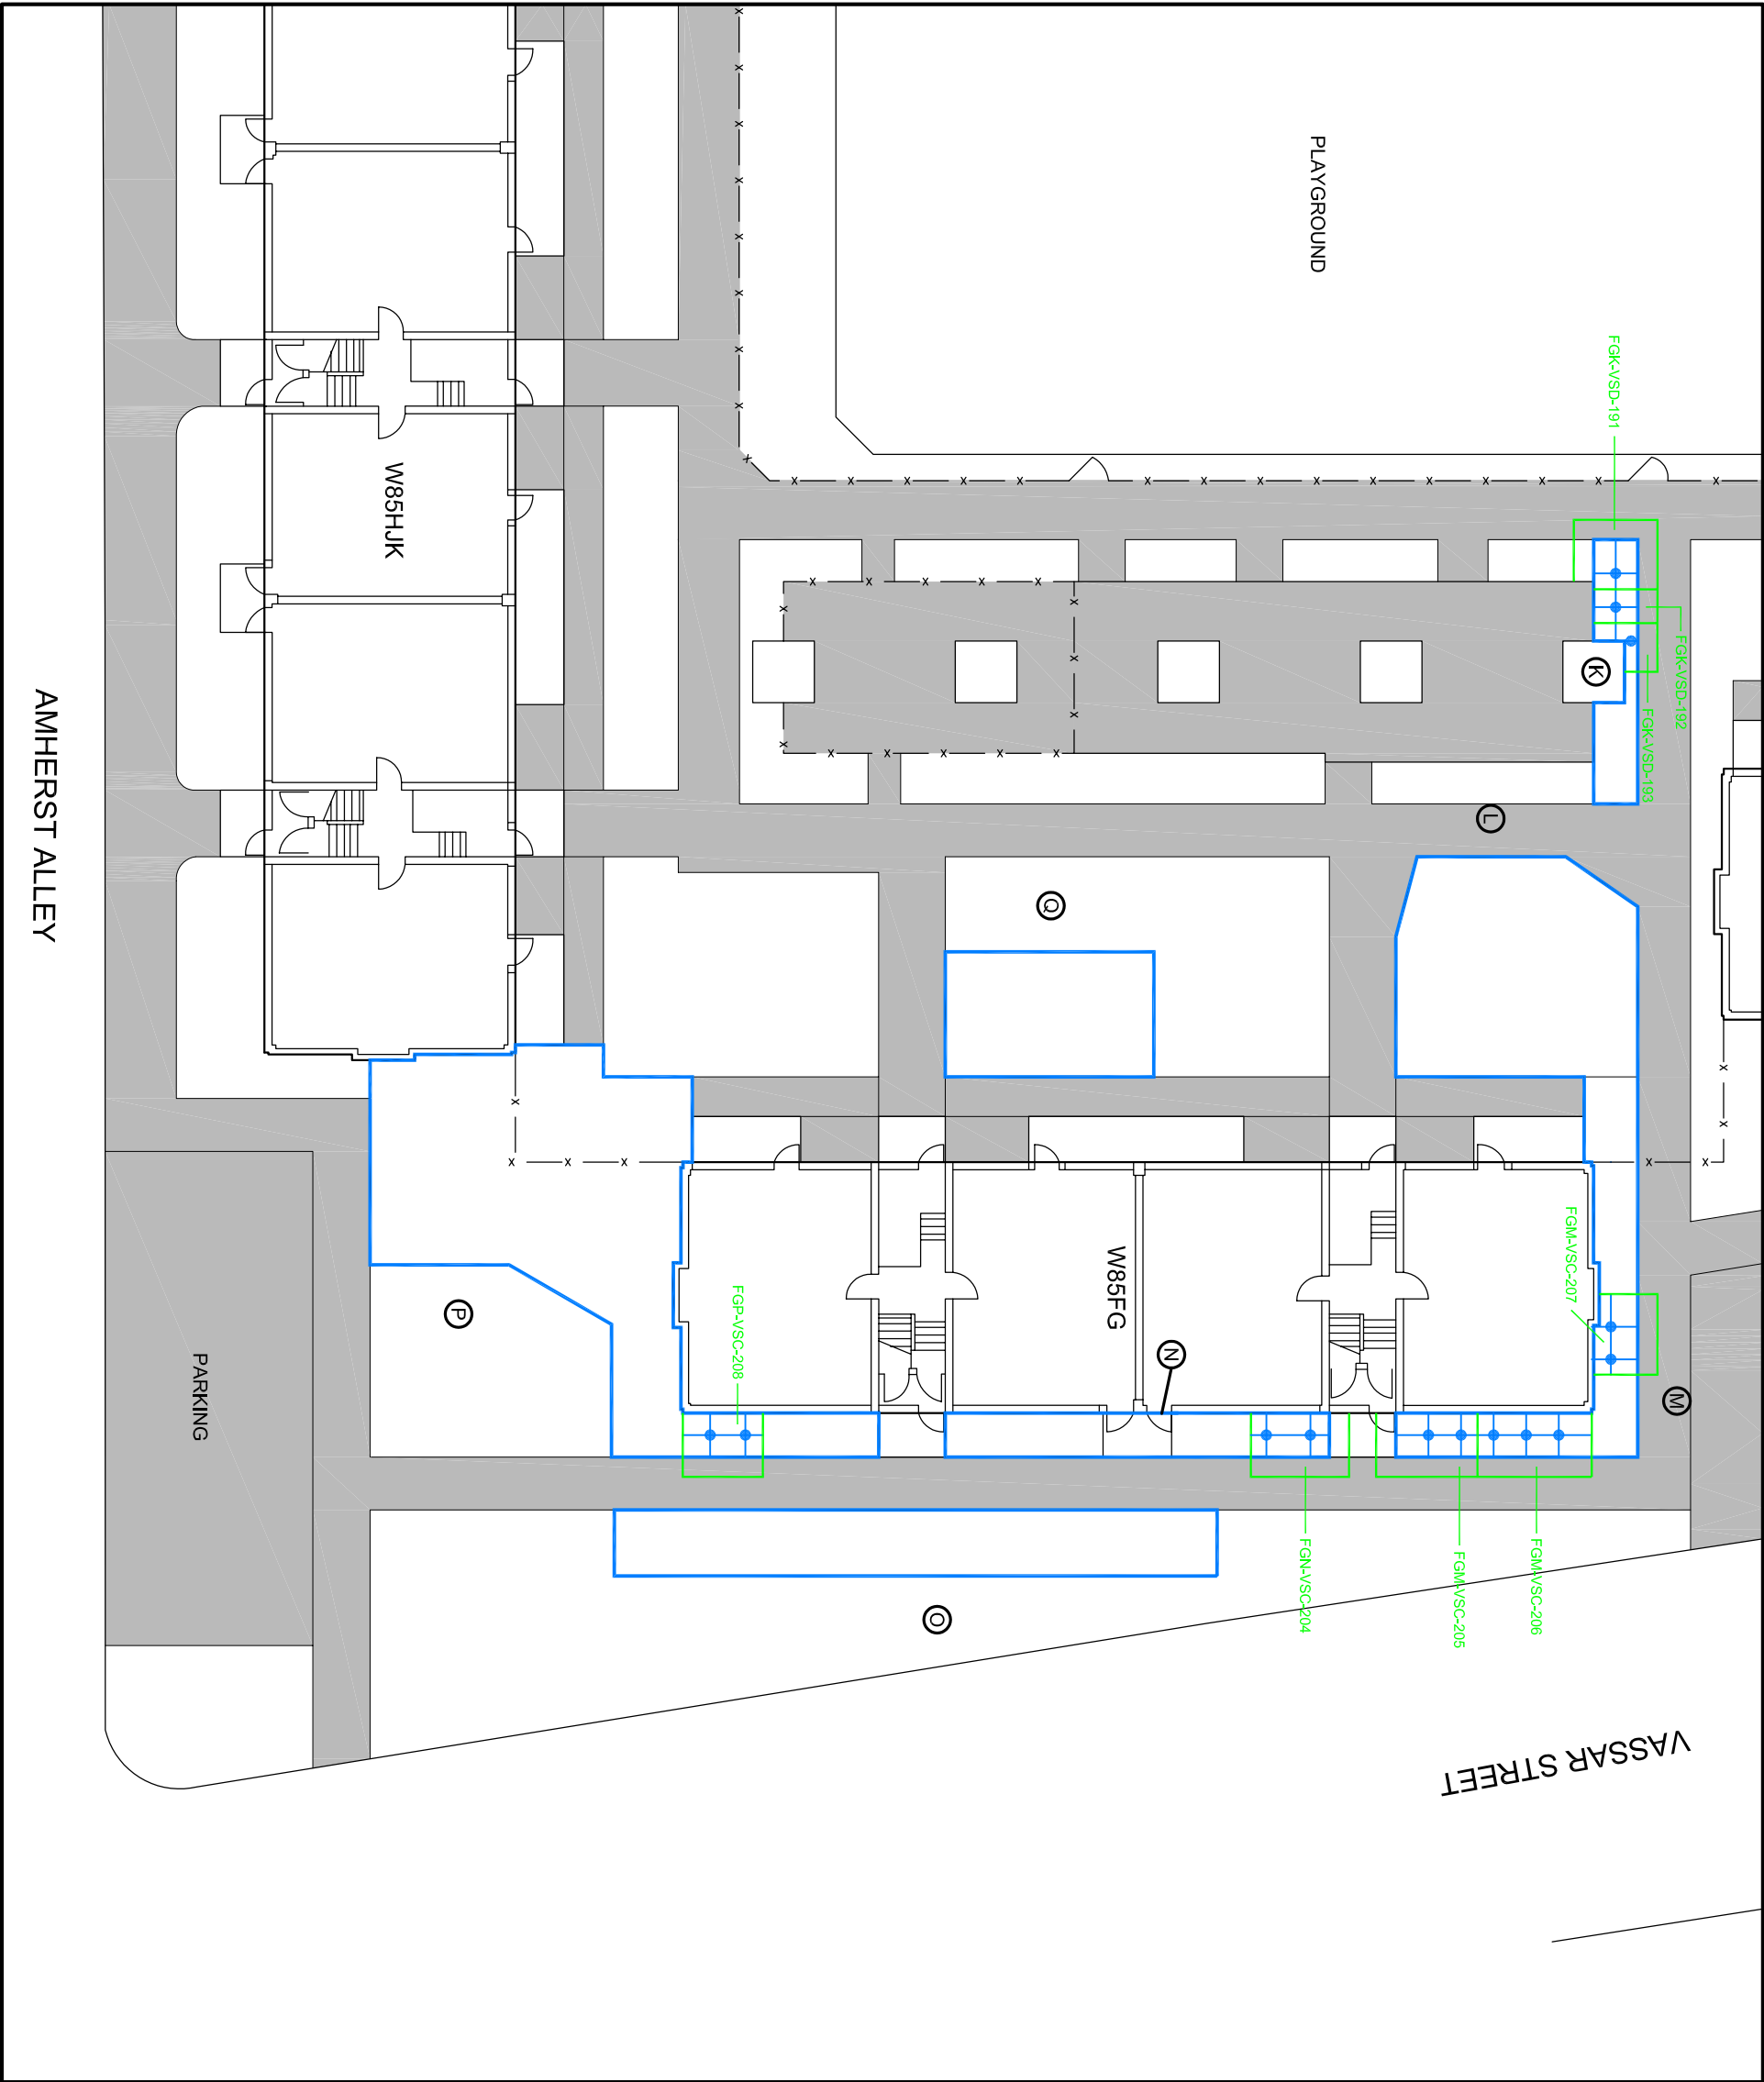 PLAYGROUND
FGK-VSD-191
FGK-VSD-192
FGK-VSD-193
K
L
W85HJK
AMHERST ALLEY
Q
FGM-VSC-207
M
W85FG
N
P
FGP-VSC-208
PARKING
FGN-VSC-204
FGM-VSC-205
FGM-VSC-206
O
VASSAR STREET